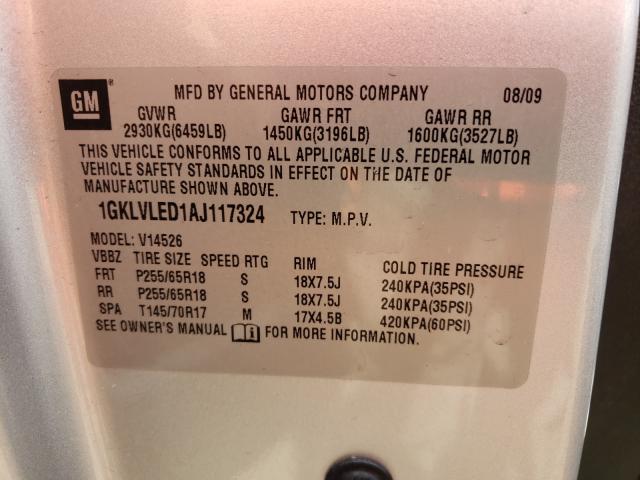 GM ® MFD BY GENERAL MOTORS COMPANY 08/09
GVWR GAWR FRT GAWR RR
2930KG(6459LB) 1450KG(3196LB) 1600KG(3527LB)
THIS VEHICLE CONFORMS TO ALL APPLICABLE U.S. FEDERAL MOTOR
VEHICLE SAFETY STANDARDS IN EFFECT ON THE DATE OF
MANUFACTURE SHOWN ABOVE.
1GKLVLED1AJ117324 TYPE: M.P.V.
MODEL: V14526
VBBZ TIRE SIZE SPEED RTG RIM COLD TIRE PRESSURE
FRT P255/65R18 S 18X7.5J 240KPA(35PSI)
RR P255/65R18 S 18X7.5J 240KPA(35PSI)
SPA T145/70R17 M 17X4.5B 420KPA(60PSI)
SEE OWNER'S MANUAL FOR MORE INFORMATION.